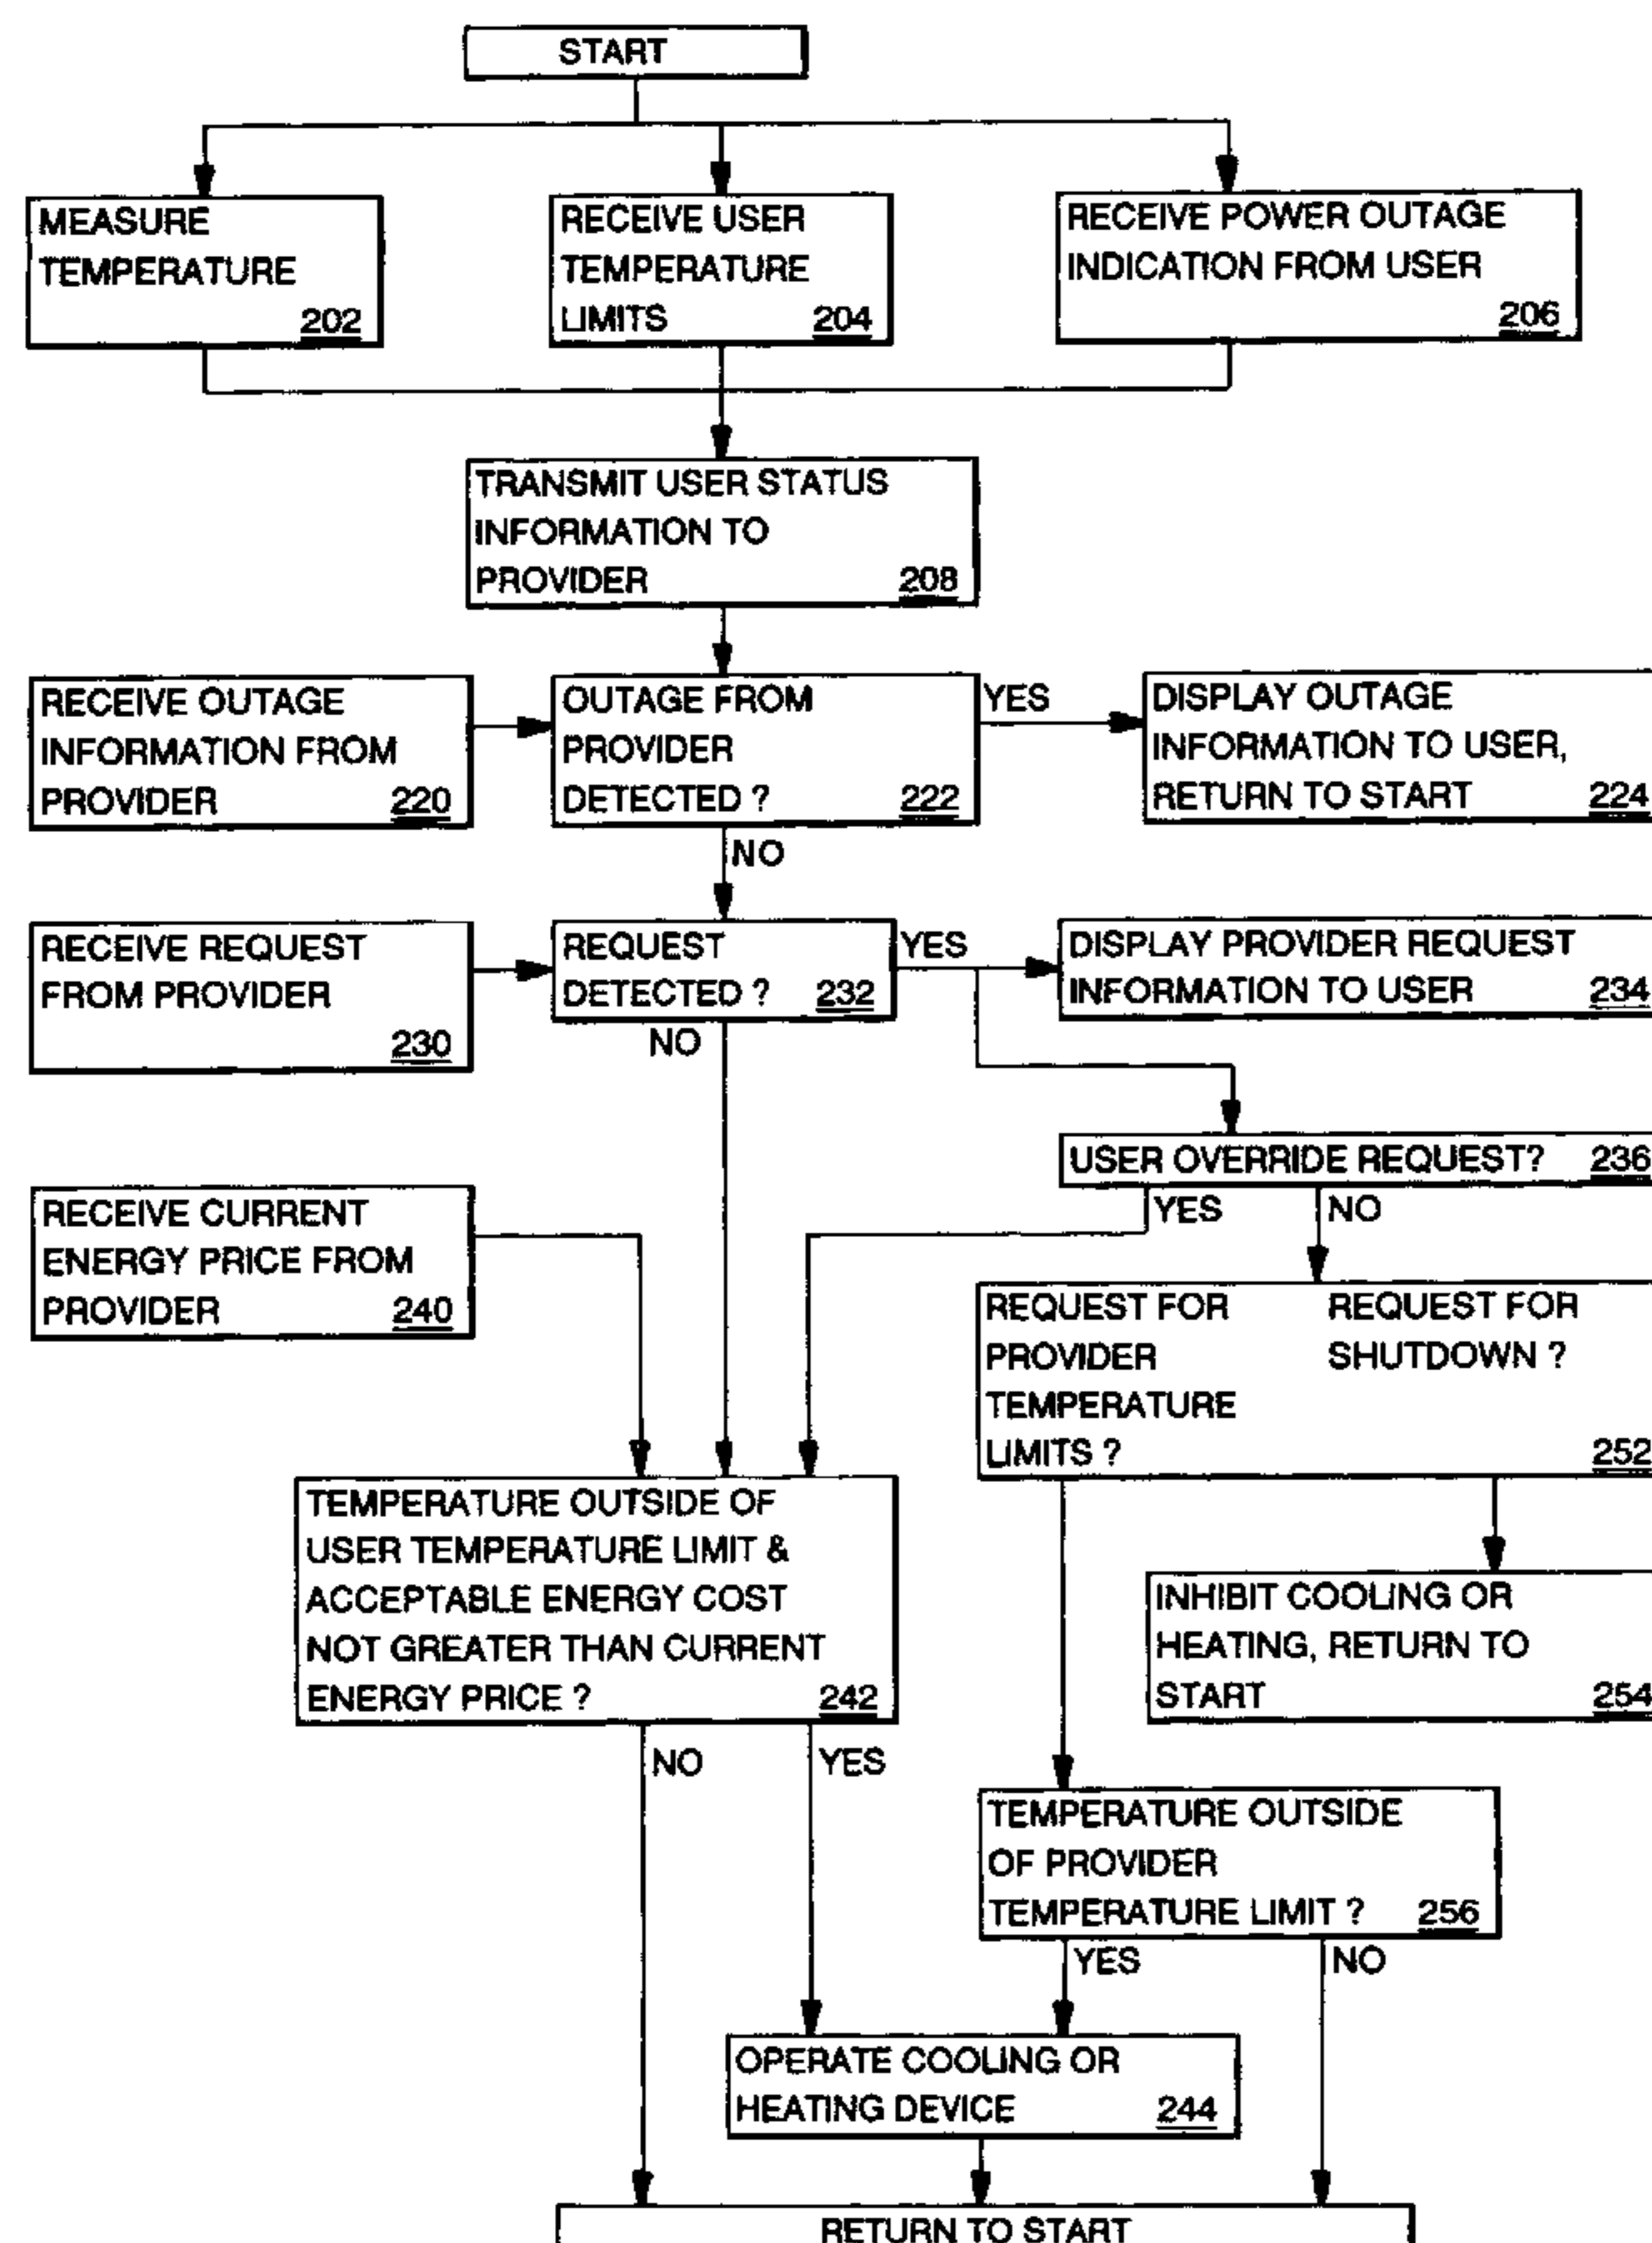 START
MEASURE
TEMPERATURE
202
RECEIVE USER
TEMPERATURE
LIMITS 204
RECEIVE POWER OUTAGE
INDICATION FROM USER
206
TRANSMIT USER STATUS
INFORMATION TO
PROVIDER 208
RECEIVE OUTAGE
INFORMATION FROM
PROVIDER 220
OUTAGE FROM
PROVIDER
DETECTED ? 222
YES
DISPLAY OUTAGE
INFORMATION TO USER,
RETURN TO START 224
NO
RECEIVE REQUEST
FROM PROVIDER
230
REQUEST
DETECTED ? 232
YES
DISPLAY PROVIDER REQUEST
INFORMATION TO USER 234
NO
USER OVERRIDE REQUEST? 236
YES
NO
RECEIVE CURRENT
ENERGY PRICE FROM
PROVIDER 240
REQUEST FOR
PROVIDER
TEMPERATURE
LIMITS ?
REQUEST FOR
SHUTDOWN ?
252
TEMPERATURE OUTSIDE OF
USER TEMPERATURE LIMIT &
ACCEPTABLE ENERGY COST
NOT GREATER THAN CURRENT
ENERGY PRICE ? 242
INHIBIT COOLING OR
HEATING, RETURN TO
START 254
NO
YES
TEMPERATURE OUTSIDE
OF PROVIDER
TEMPERATURE LIMIT ? 256
YES
NO
OPERATE COOLING OR
HEATING DEVICE 244
RETURN TO START